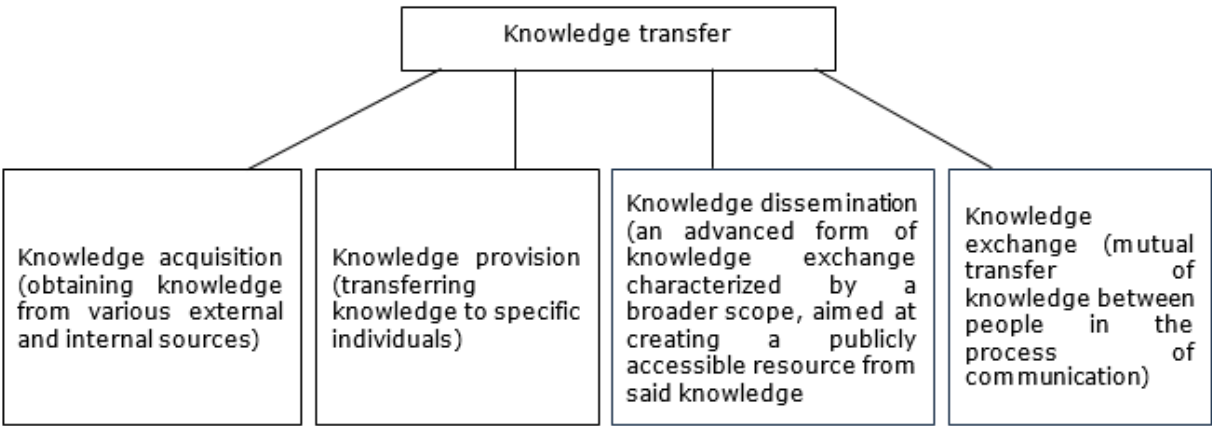 Knowledge transfer
Knowledge acquisition
(obtaining knowledge
from various external
and internal sources)
Knowledge provision
(transferring
knowledge to specific
individuals)
Knowledge dissemination
(an advanced form of
knowledge exchange
characterized by a
broader scope, aimed at
creating a publicly
accessible resource from
said knowledge
Knowledge
exchange (mutual
transfer of
knowledge between
people in the
process of
communication)